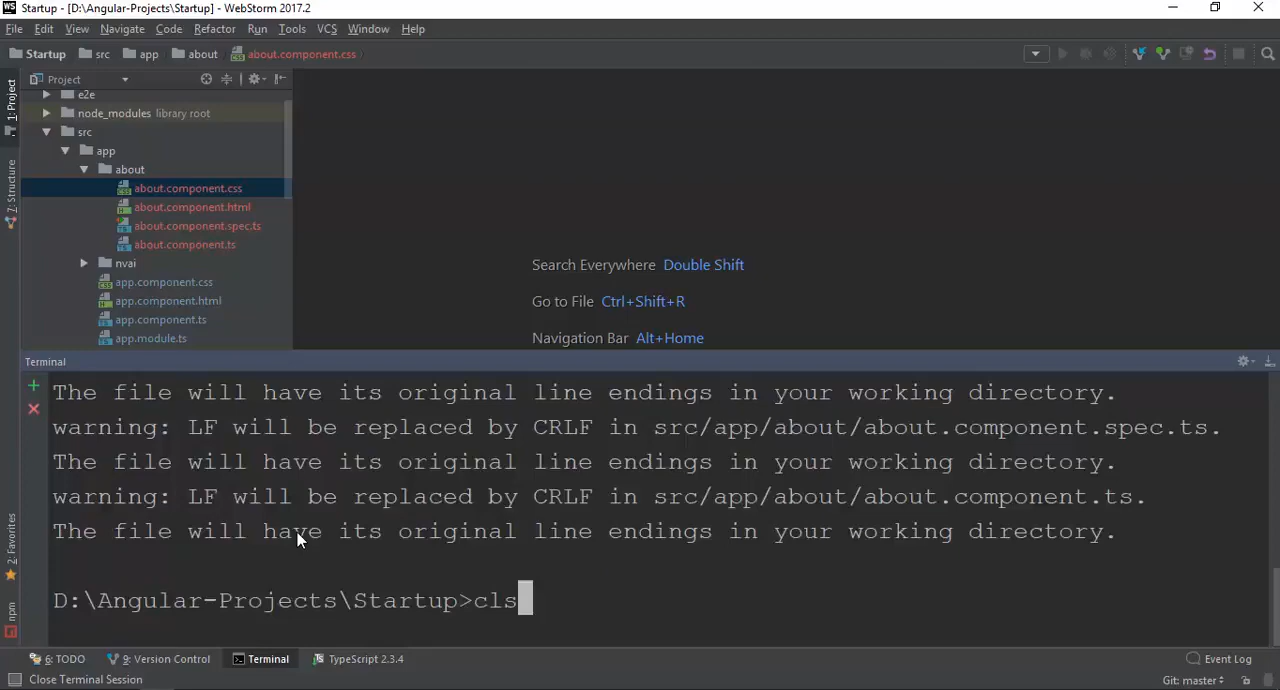 WS Startup - [D:\Angular-Projects\Startup] - WebStorm 2017.2
File Edit View Navigate Code Refactor Run Tools VCS Window Help
Startup src app about about.component.css
Project
e2e
node_modules library root
src
app
about
about.component.css
about.component.html
about.component.spec.ts
about.component.ts
nvai
app.component.css
app.component.html
app.component.ts
app.module.ts
1: Project
Z: Structure
2: Favorites
npm
Search Everywhere Double Shift
Go to File Ctrl+Shift+R
Navigation Bar Alt+Home
Terminal
The file will have its original line endings in your working directory.
warning: LF will be replaced by CRLF in src/app/about/about.component.spec.ts.
The file will have its original line endings in your working directory.
warning: LF will be replaced by CRLF in src/app/about/about.component.ts.
The file will have its original line endings in your working directory.
D:\Angular-Projects\Startup>cls
6: TODO 9: Version Control Terminal TypeScript 2.3.4 Event Log
Close Terminal Session Git: master